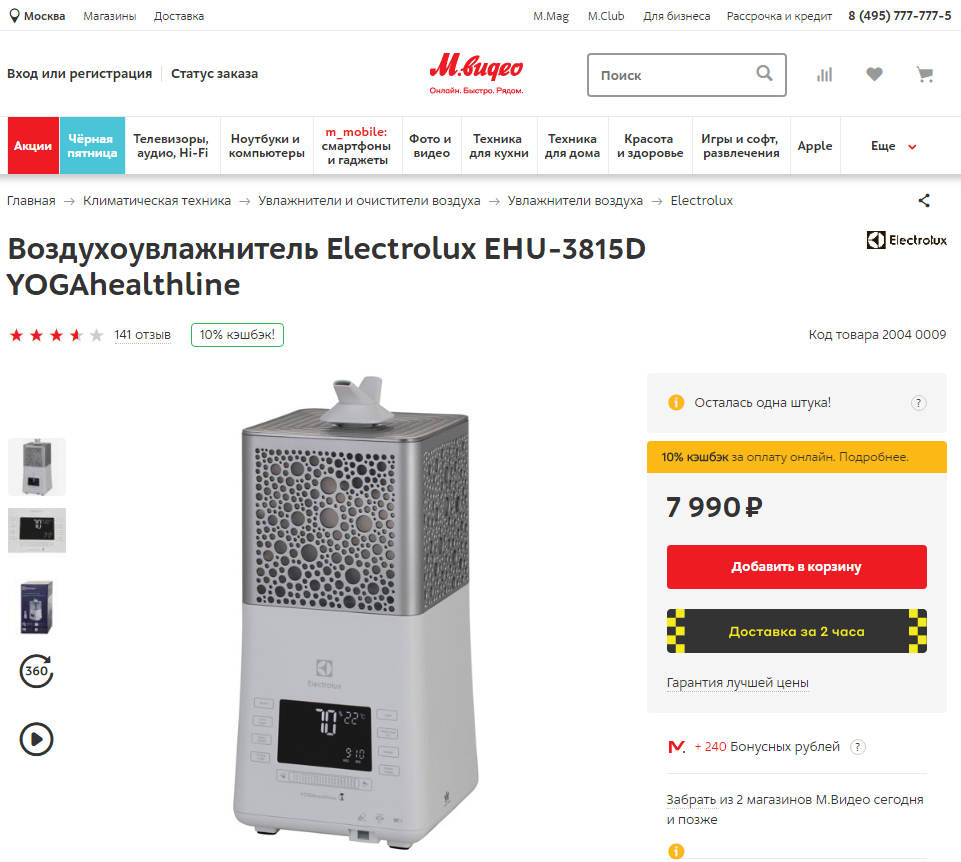 Москва Магазины Доставка M.Mag M.Club Для бизнеса Рассрочка и кредит 8 (495) 777-777-5
Вход или регистрация Статус заказа
М.видео
Онлайн. Быстро. Рядом.
Поиск
Акции
Чёрная
пятница
Телевизоры,
аудио, Hi-Fi
Ноутбуки и
компьютеры
m_mobile:
смартфоны
и гаджеты
Фото и
видео
Техника
для кухни
Техника
для дома
Красота
и здоровье
Игры и софт,
развлечения
Apple
Еще
Главная → Климатическая техника → Увлажнители и очистители воздуха → Увлажнители воздуха → Electrolux
Воздухоувлажнитель Electrolux EHU-3815D
YOGAhealthline
Electrolux
141 отзыв
10% кэшбэк!
Код товара 2004 0009
360
Electrolux
70 % 22°C
910
YOGAhealthline
Осталась одна штука!
?
10% кэшбэк за оплату онлайн. Подробнее.
7 990 ₽
Добавить в корзину
Доставка за 2 часа
Гарантия лучшей цены
+ 240 Бонусных рублей ?
Забрать из 2 магазинов М.Видео сегодня
и позже